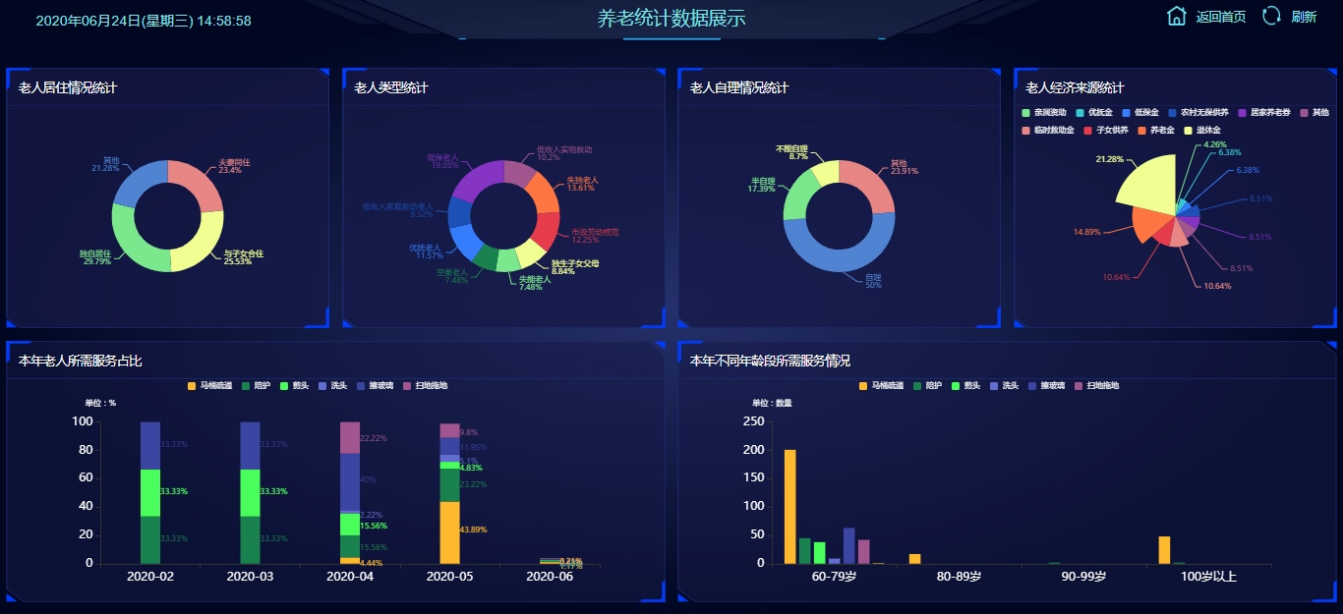 2020年06月24日(星期三) 14:58:58
养老统计数据展示
返回首页
刷新
老人居住情况统计
其他
21.28%
夫妻同住
23.4%
独自居住
29.79%
与子女合住
25.53%
老人类型统计
低保老人
低收入实物救助
10.2%
失独老人
13.61%
低收入家庭救助老人
9.52%
市级劳动模范
12.25%
优抚老人
11.57%
独生子女父母
8.84%
空巢老人
7.48%
失能老人
7.48%
老人自理情况统计
不能自理
8.7%
其他
23.91%
半自理
17.39%
自理
50%
老人经济来源统计
亲属资助
优抚金
低保金
农村无保供养
居家养老券
其他
临时救助金
子女供养
养老金
退休金
4.26%
6.38%
21.28%
6.38%
8.51%
14.89%
8.51%
8.51%
10.64%
10.64%
本年老人所需服务占比
马桶疏通
陪护
剪头
洗头
擦玻璃
扫地拖地
单位：%
100
80
60
40
20
0
33.33%
33.33%
33.33%
33.33%
33.33%
33.33%
22.22%
40%
2.22%
15.56%
15.56%
4.44%
9.8%
11.95%
5.1%
4.83%
23.22%
43.89%
2020-02
2020-03
2020-04
2020-05
2020-06
本年不同年龄段所需服务情况
马桶疏通
陪护
剪头
洗头
擦玻璃
扫地拖地
单位：数量
250
200
150
100
50
0
60-79岁
80-89岁
90-99岁
100岁以上